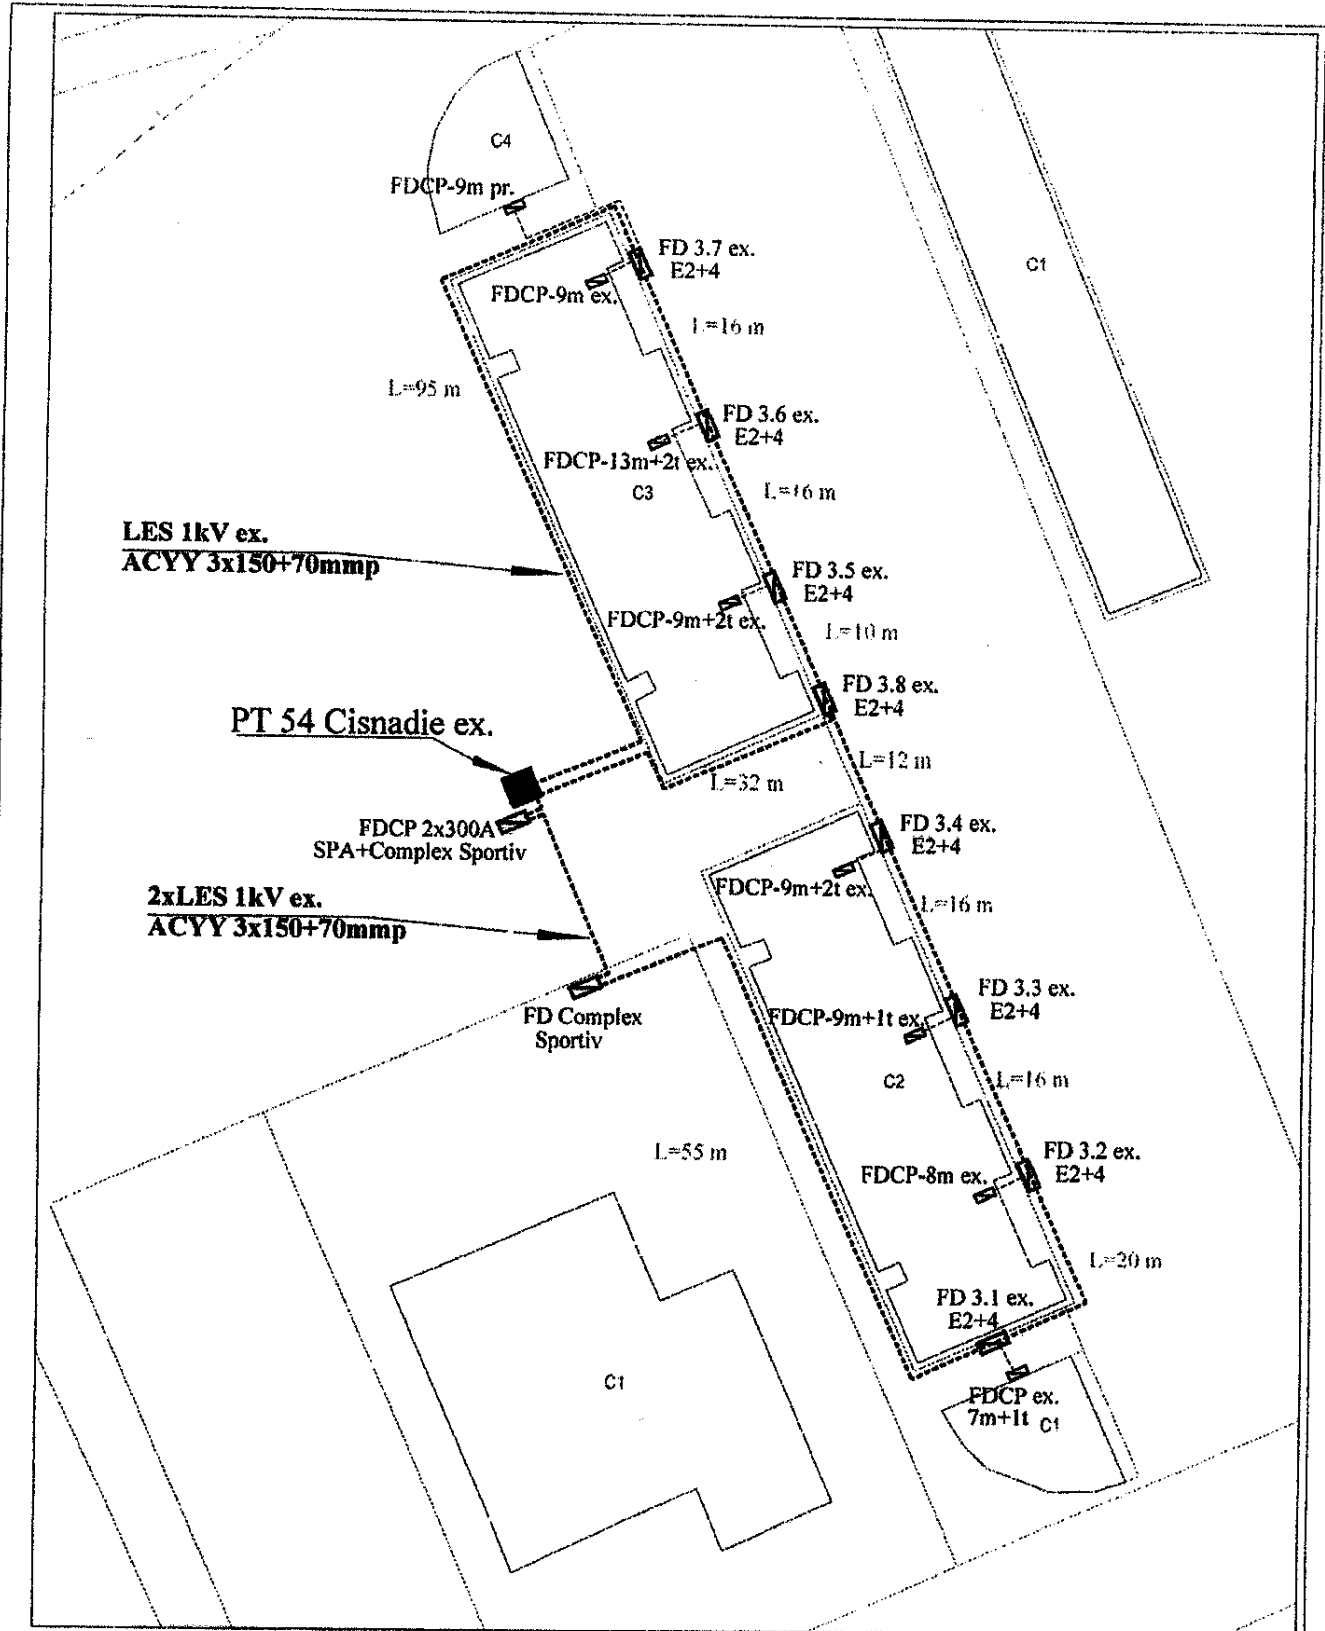 C4
FDCP-9m pr.
FD 3.7 ex.
E2+4
C1
FDCP-9m ex.
L=16 m
L=95 m
FD 3.6 ex.
E2+4
FDCP-13m+2t ex.
C3
L=16 m
LES 1kV ex.
ACYY 3x150+70mmp
FD 3.5 ex.
E2+4
FDCP-9m+2t ex.
L=10 m
FD 3.8 ex.
E2+4
PT 54 Cisnadie ex.
L=12 m
L=32 m
FDCP 2x300A
SPA+Complex Sportiv
FD 3.4 ex.
E2+4
FDCP-9m+2t ex.
2xLES 1kV ex.
ACYY 3x150+70mmp
L=16 m
FD 3.3 ex.
E2+4
FD Complex
Sportiv
FDCP-9m+1t ex.
C2
L=16 m
L=55 m
FD 3.2 ex.
E2+4
FDCP-8m ex.
L=20 m
FD 3.1 ex.
E2+4
C1
FDCP ex.
7m+1t
C1